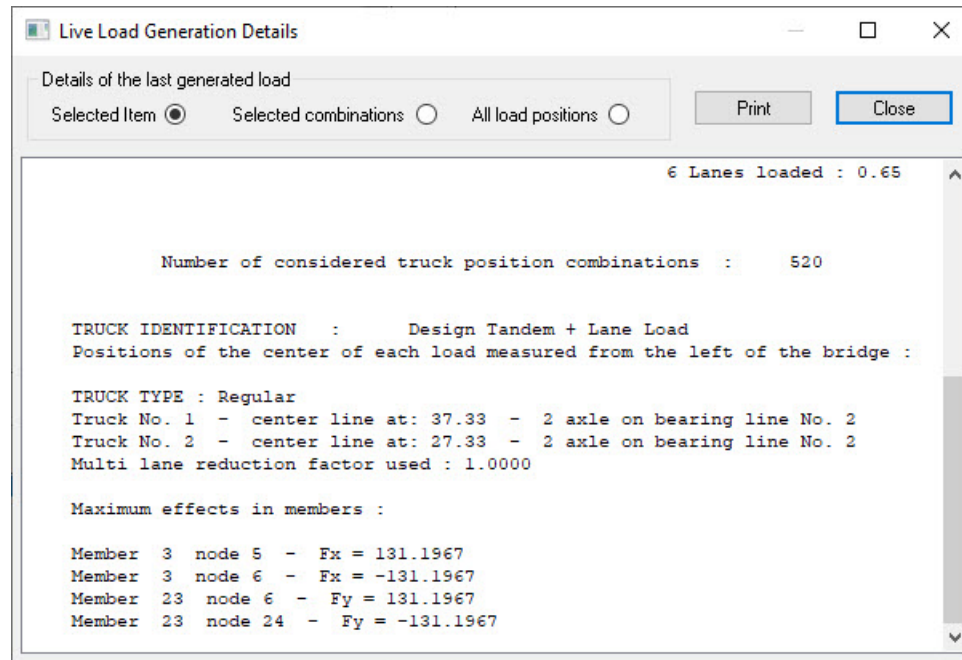 Live Load Generation Details
Details of the last generated load
Selected Item Selected combinations All load positions Print Close
6 Lanes loaded : 0.65
Number of considered truck position combinations : 520
TRUCK IDENTIFICATION : Design Tandem + Lane Load
Positions of the center of each load measured from the left of the bridge :
TRUCK TYPE : Regular
Truck No. 1 - center line at: 37.33 - 2 axle on bearing line No. 2
Truck No. 2 - center line at: 27.33 - 2 axle on bearing line No. 2
Multi lane reduction factor used : 1.0000
Maximum effects in members :
Member 3 node 5 - Fx = 131.1967
Member 3 node 6 - Fx = -131.1967
Member 23 node 6 - Fy = 131.1967
Member 23 node 24 - Fy = -131.1967